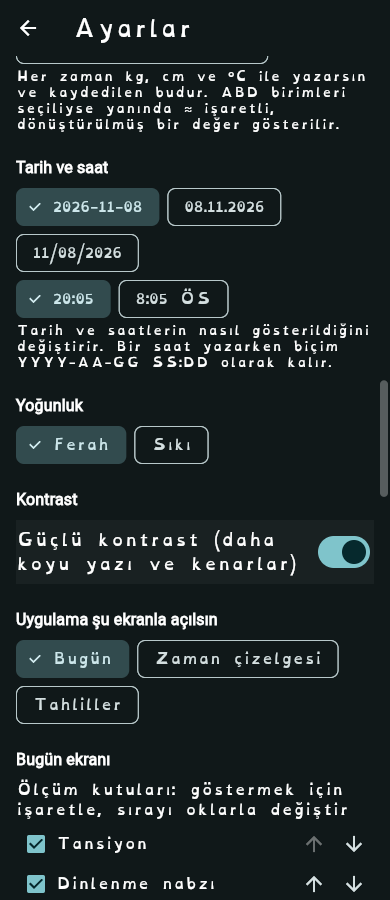 Ayarlar
Her zaman kg, cm ve °C ile yazarsın
ve kaydedilen budur. ABD birimleri
seçiliyse yanında ≈ işaretli,
dönüştürülmüş bir değer gösterilir.
Tarih ve saat
2026-11-08
08.11.2026
11/08/2026
20:05
8:05 ÖS
Tarih ve saatlerin nasıl gösterildiğini
değiştirir. Bir saat yazarken biçim
YYYY-AA-GG SS:DD olarak kalır.
Yoğunluk
Ferah
Sıkı
Kontrast
Güçlü kontrast (daha
koyu yazı ve kenarlar)
Uygulama şu ekranla açılsın
Bugün
Zaman çizelgesi
Tahliller
Bugün ekranı
Ölçüm kutuları: göstermek için
işaretle, sırayı oklarla değiştir
Tansiyon
Dinlenme nabzı